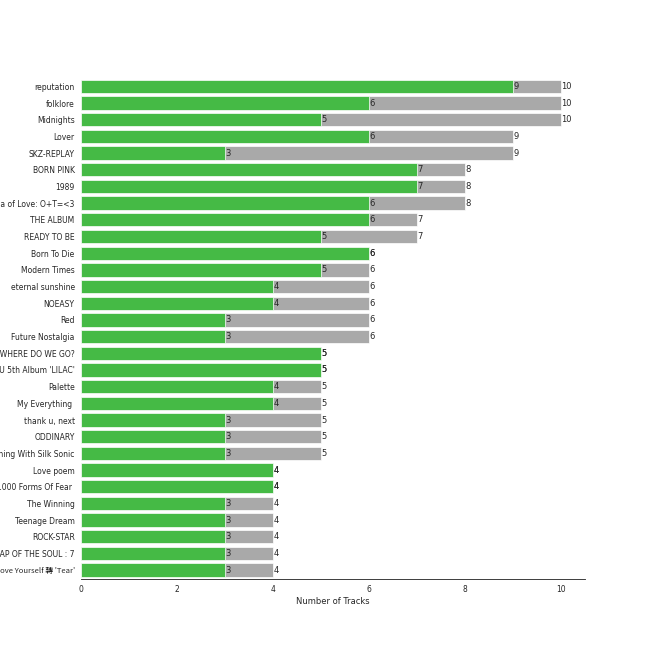 reputation 9 10
folklore 6 10
Midnights 5 10
Lover 6 9
SKZ-REPLAY 3 9
BORN PINK 7 8
1989 7 8
a of Love: O+T=<3 6 8
THE ALBUM 6 7
READY TO BE 5 7
Born To Die 6
Modern Times 5 6
eternal sunshine 4 6
NOEASY 4 6
Red 3 6
Future Nostalgia 3 6
WHERE DO WE GO? 5
U 5th Album 'LILAC' 5
Palette 4 5
My Everything 4 5
thank u, next 3 5
ODDINARY 3 5
ning With Silk Sonic 3 5
Love poem 4
.000 Forms Of Fear 4
The Winning 3 4
Teenage Dream 3 4
ROCK-STAR 3 4
AP OF THE SOUL : 7 3 4
ove Yourself 轉 'Tear' 3 4
0 2 4 6 8 10
Number of Tracks